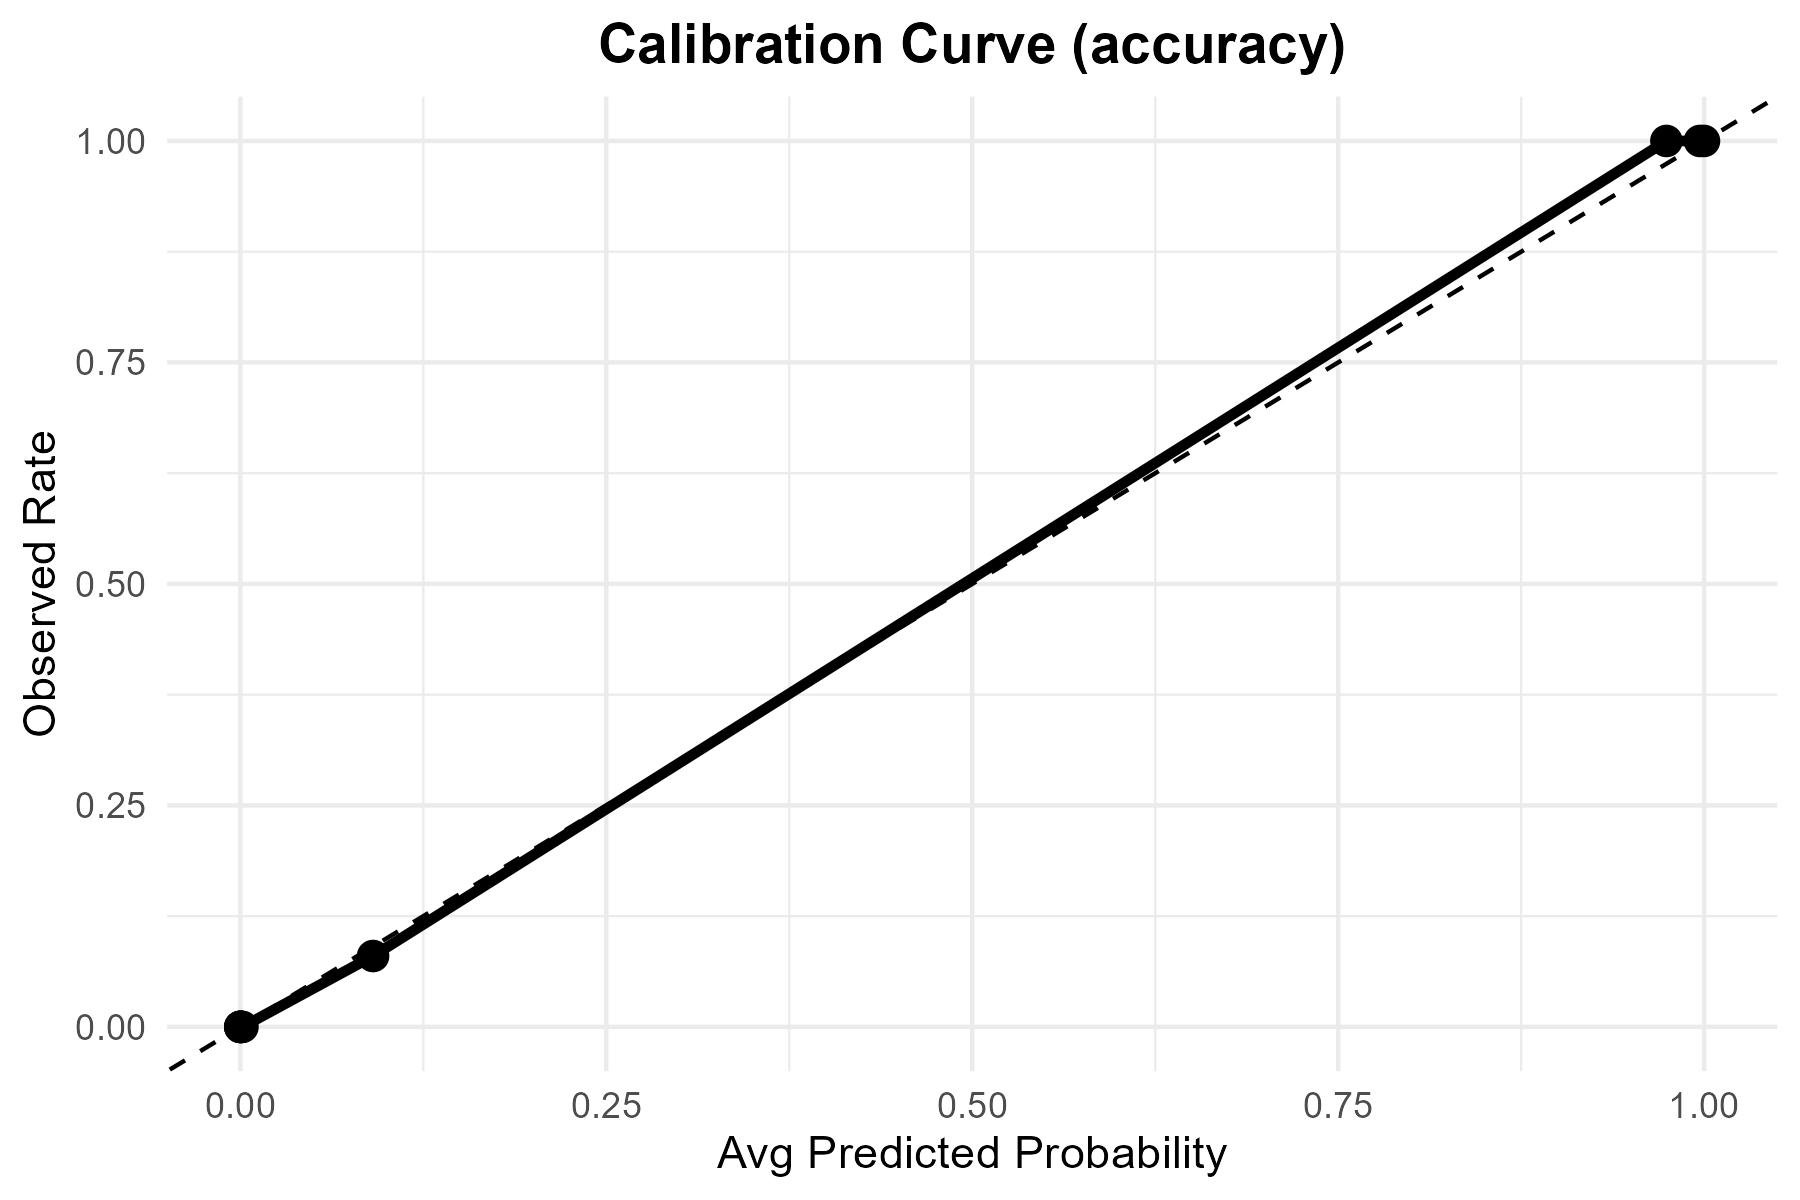 Calibration Curve (accuracy)
1.00
0.75
0.50
0.25
0.00
Observed Rate
0.00 0.25 0.50 0.75 1.00
Avg Predicted Probability